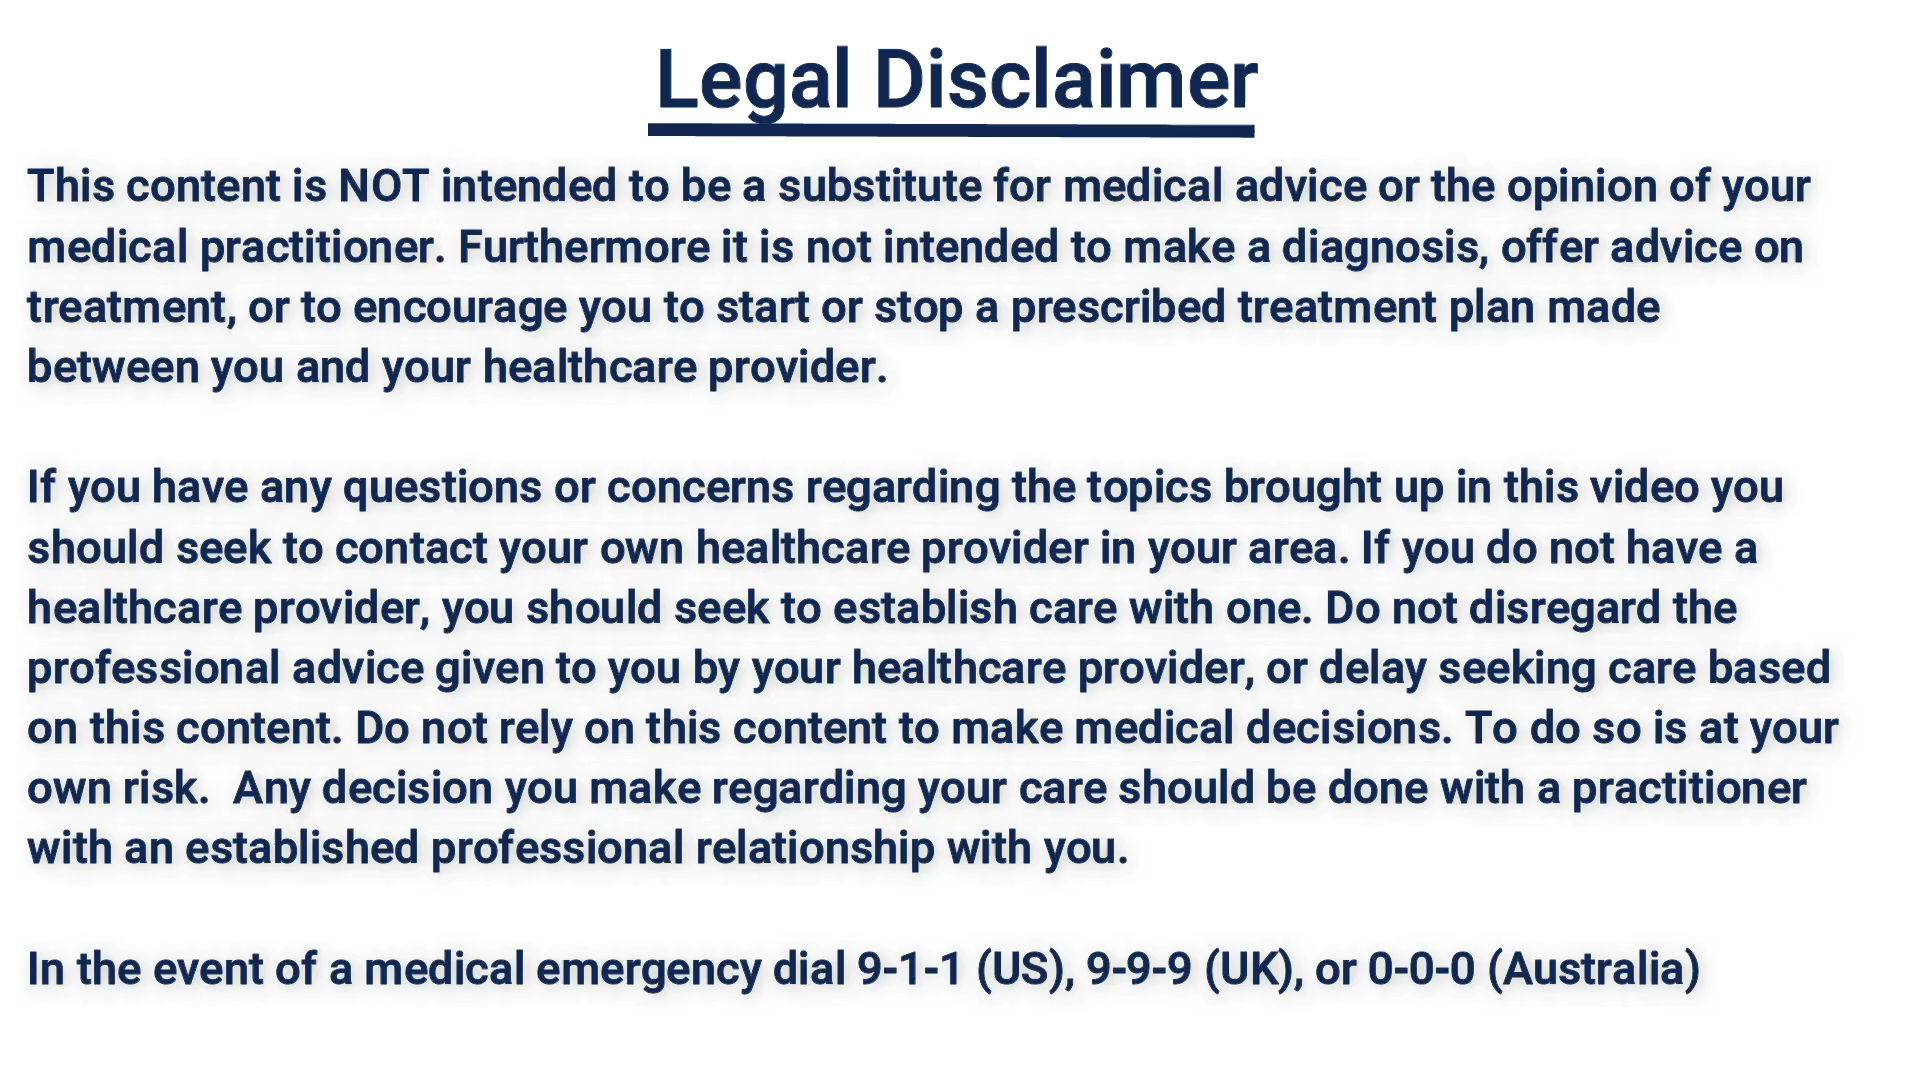 Legal Disclaimer
This content is NOT intended to be a substitute for medical advice or the opinion of your
medical practitioner. Furthermore it is not intended to make a diagnosis, offer advice on
treatment, or to encourage you to start or stop a prescribed treatment plan made
between you and your healthcare provider.
If you have any questions or concerns regarding the topics brought up in this video you
should seek to contact your own healthcare provider in your area. If you do not have a
healthcare provider, you should seek to establish care with one. Do not disregard the
professional advice given to you by your healthcare provider, or delay seeking care based
on this content. Do not rely on this content to make medical decisions. To do so is at your
own risk.  Any decision you make regarding your care should be done with a practitioner
with an established professional relationship with you.
In the event of a medical emergency dial 9-1-1 (US), 9-9-9 (UK), or 0-0-0 (Australia)